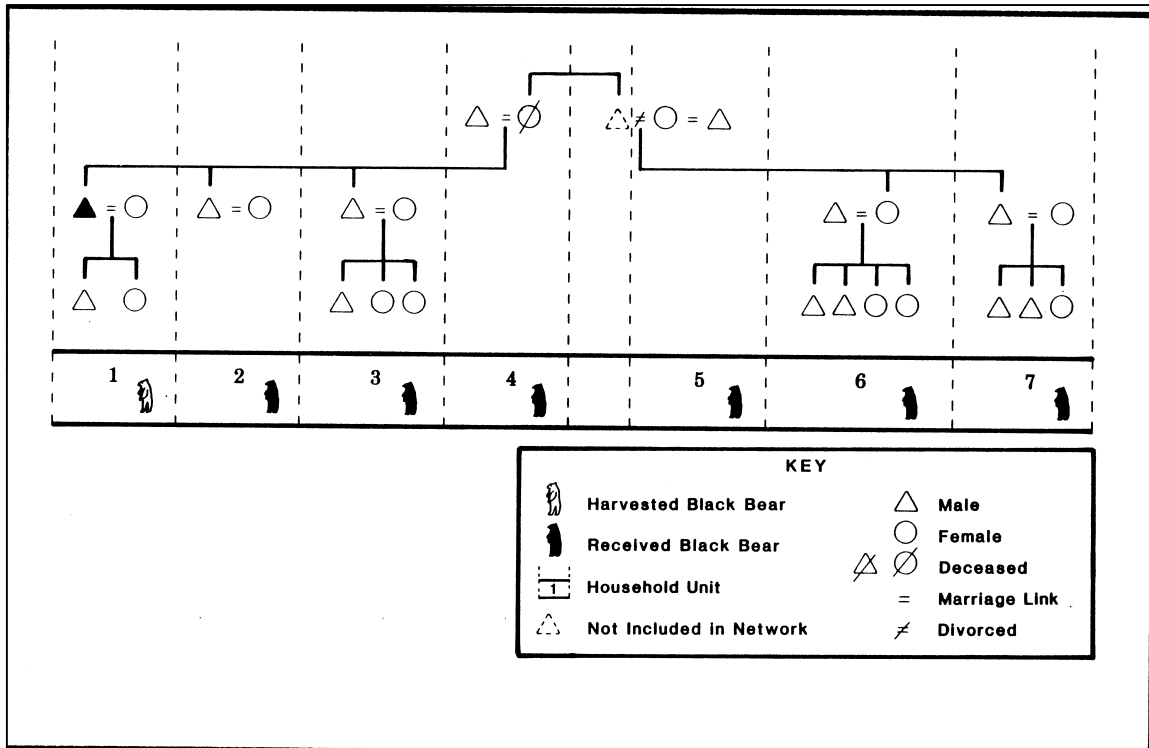 1 2 3 4 5 6 7
KEY
Harvested Black Bear
Received Black Bear
1 Household Unit
Not Included in Network
Male
Female
Deceased
= Marriage Link
≠ Divorced